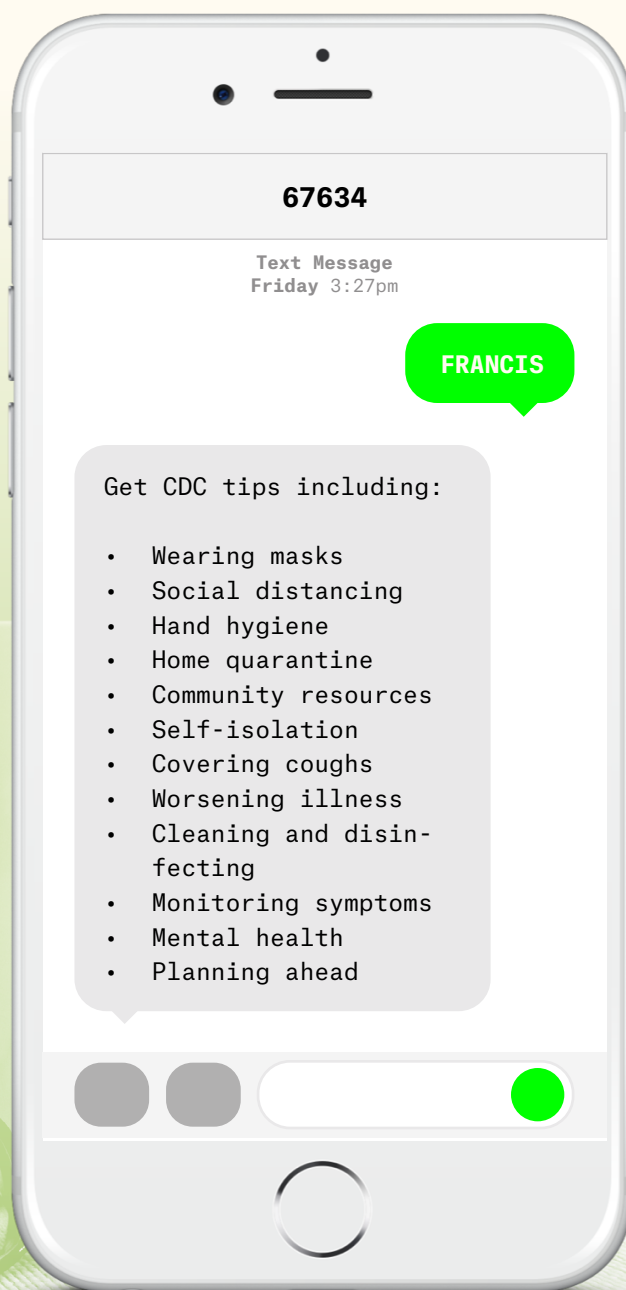 67634
Text Message
Friday 3:27pm
FRANCIS
Get CDC tips including:
• Wearing masks
• Social distancing
• Hand hygiene
• Home quarantine
• Community resources
• Self-isolation
• Covering coughs
• Worsening illness
• Cleaning and disin-
fecting
• Monitoring symptoms
• Mental health
• Planning ahead